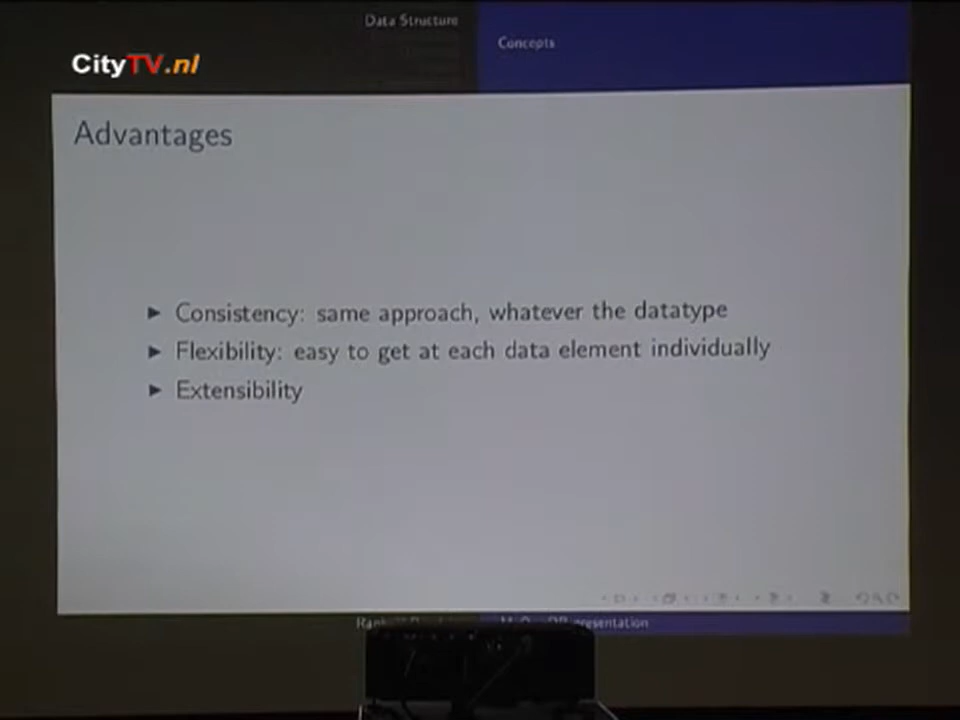 Data Structure
Concepts
CityTV.nl
Advantages
Consistency: same approach, whatever the datatype
Flexibility: easy to get at each data element individually
Extensibility